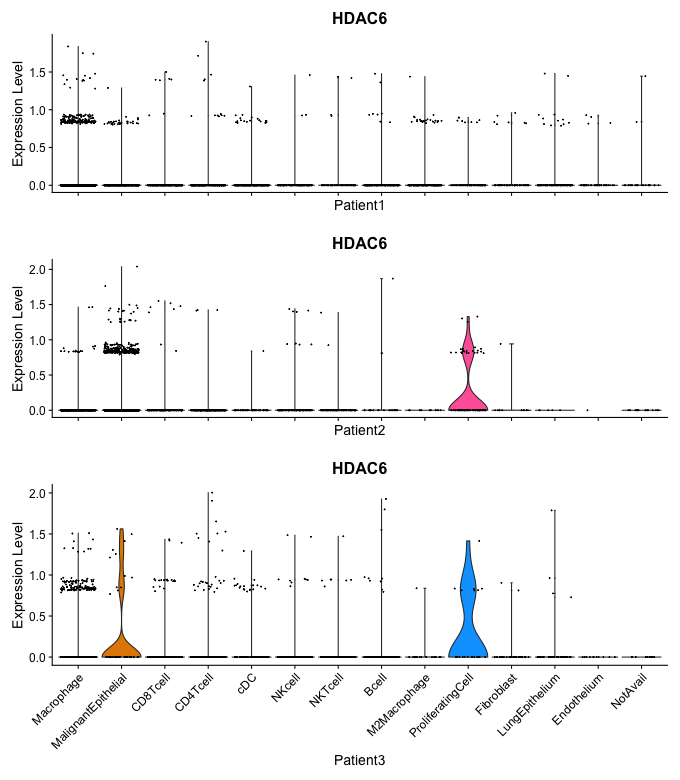 HDAC6
Expression Level
1.5
1.0
0.5
0.0
Patient1
HDAC6
Expression Level
2.0
1.5
1.0
0.5
0.0
Patient2
HDAC6
Expression Level
2.0
1.5
1.0
0.5
0.0
Macrophage
MalignantEpithelial
CD8Tcell
CD4Tcell
cDC
NKcell
NKTcell
Bcell
M2Macrophage
ProliferatingCell
Fibroblast
LungEpithelium
Endothelium
NotAvail
Patient3